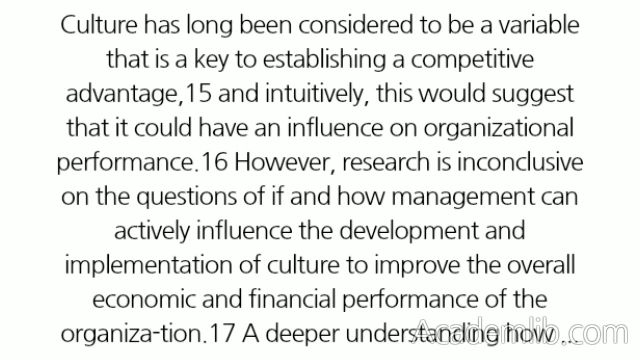 Culture has long been considered to be a variable
that is a key to establishing a competitive
advantage,15 and intuitively, this would suggest
that it could have an influence on organizational
performance.16 However, research is inconclusive
on the questions of if and how management can
actively influence the development and
implementation of culture to improve the overall
economic and financial performance of the
organiza-tion.17 A deeper understanding how ...
Academlib.com